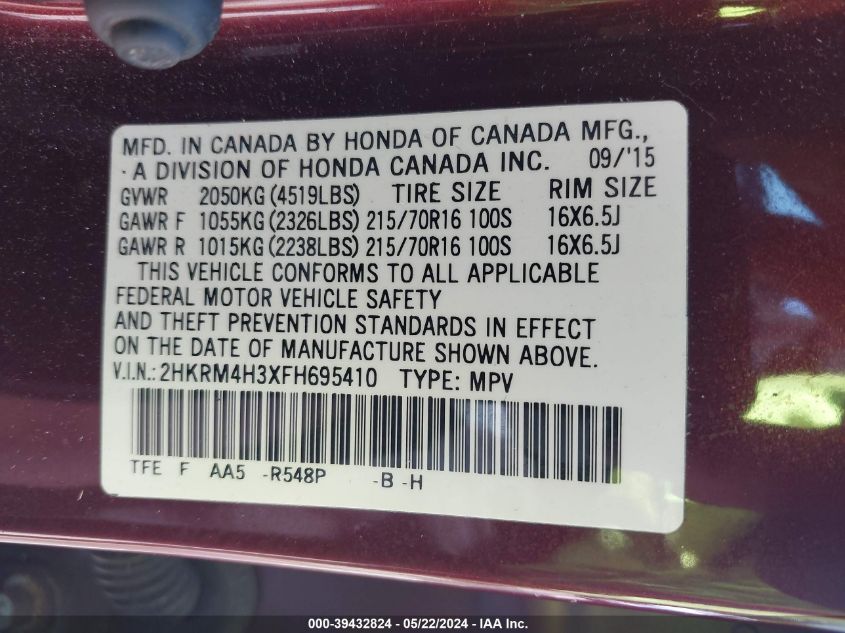 MFD. IN CANADA BY HONDA OF CANADA MFG.,
· A DIVISION OF HONDA CANADA INC. 09/'15
GVWR 2050KG (4519LBS) TIRE SIZE RIM SIZE
GAWR F 1055KG (2326LBS) 215/70R16 100S 16X6.5J
GAWR R 1015KG (2238LBS) 215/70R16 100S 16X6.5J
THIS VEHICLE CONFORMS TO ALL APPLICABLE
FEDERAL MOTOR VEHICLE SAFETY
AND THEFT PREVENTION STANDARDS IN EFFECT
ON THE DATE OF MANUFACTURE SHOWN ABOVE.
V.I.N.: 2HKRM4H3XFH695410 TYPE: MPV
TFE F AA5 -R548P -B -H
000-39432824 - 05/22/2024 - IAA Inc.